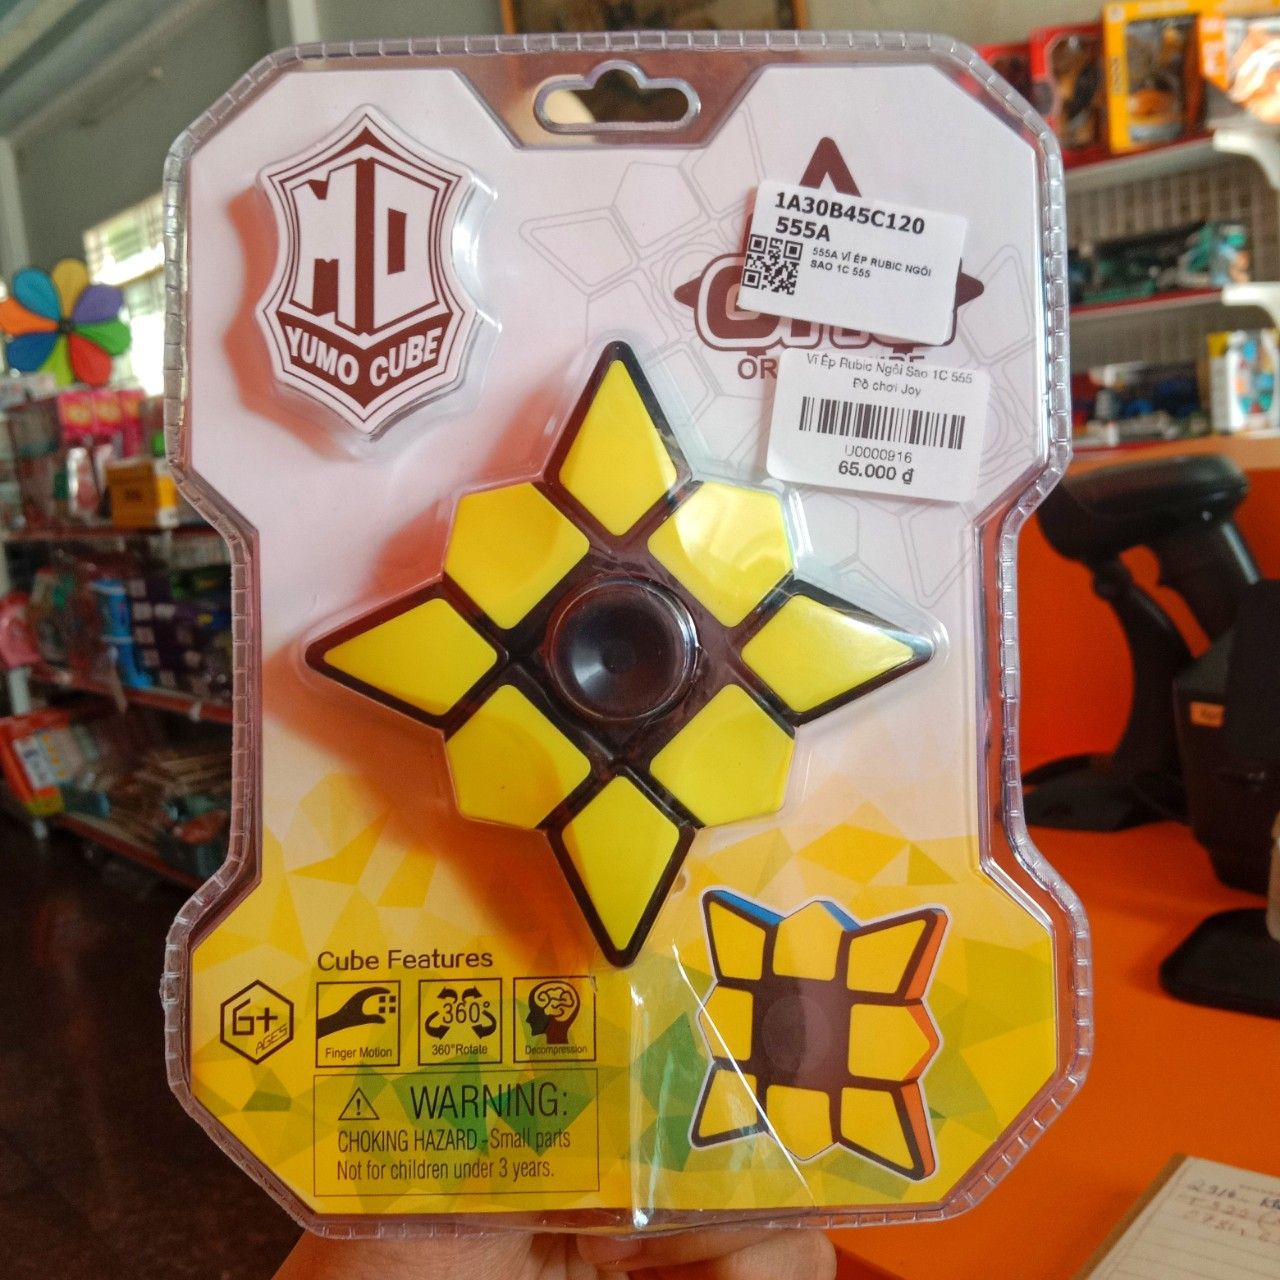 MO
YUMO CUBE
1A30B45C120
555A
555A VĨ ÉP RUBIC NGÔI
SAO 1C 555
Vĩ Ép Rubic Ngôi Sao 1C 555
Đồ chơi Joy
U0000916
65.000 ₫
Cube Features
6+
AGES
Finger Motion
360°
360°Rotate
Decompression
WARNING:
CHOKING HAZARD - Small parts
Not for children under 3 years.